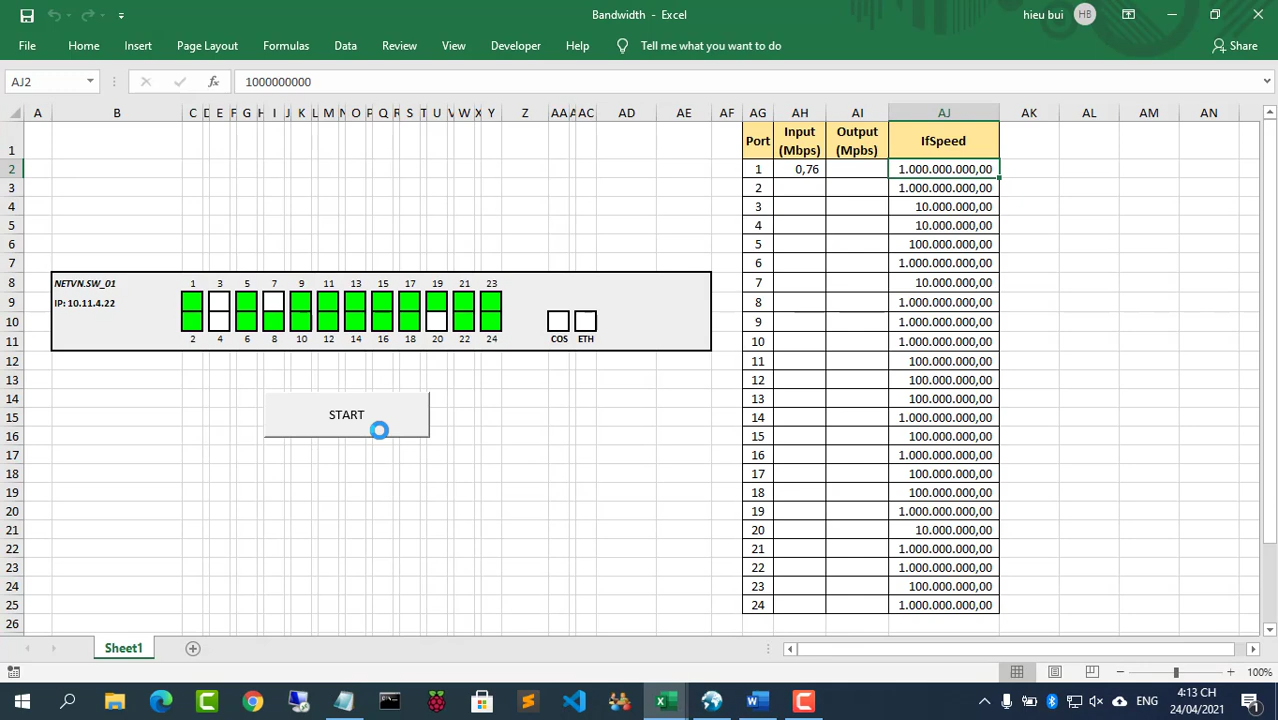 Bandwidth - Excel
hieu bui HB
File Home Insert Page Layout Formulas Data Review View Developer Help Tell me what you want to do Share
AJ2 fx 1000000000
A B C D E F G H I J K L M N O P Q R S T U V W X Y Z AA A AC AD AE AF AG AH AI AJ AK AL AM AN
1 Port Input (Mbps) Output (Mpbs) IfSpeed
2 1 0,76 1.000.000.000,00
3 2 1.000.000.000,00
4 3 10.000.000,00
5 4 10.000.000,00
6 5 100.000.000,00
7 6 1.000.000.000,00
8 NETVN.SW_01 1 3 5 7 9 11 13 15 17 19 21 23 7 10.000.000,00
9 IP: 10.11.4.22 8 1.000.000.000,00
10 9 1.000.000.000,00
11 2 4 6 8 10 12 14 16 18 20 22 24 COS ETH 10 1.000.000.000,00
12 11 100.000.000,00
13 12 100.000.000,00
14 13 100.000.000,00
15 START 14 1.000.000.000,00
16 15 100.000.000,00
17 16 1.000.000.000,00
18 17 100.000.000,00
19 18 100.000.000,00
20 19 1.000.000.000,00
21 20 10.000.000,00
22 21 1.000.000.000,00
23 22 1.000.000.000,00
24 23 100.000.000,00
25 24 1.000.000.000,00
26
Sheet1
100%
ENG 4:13 CH
24/04/2021
1